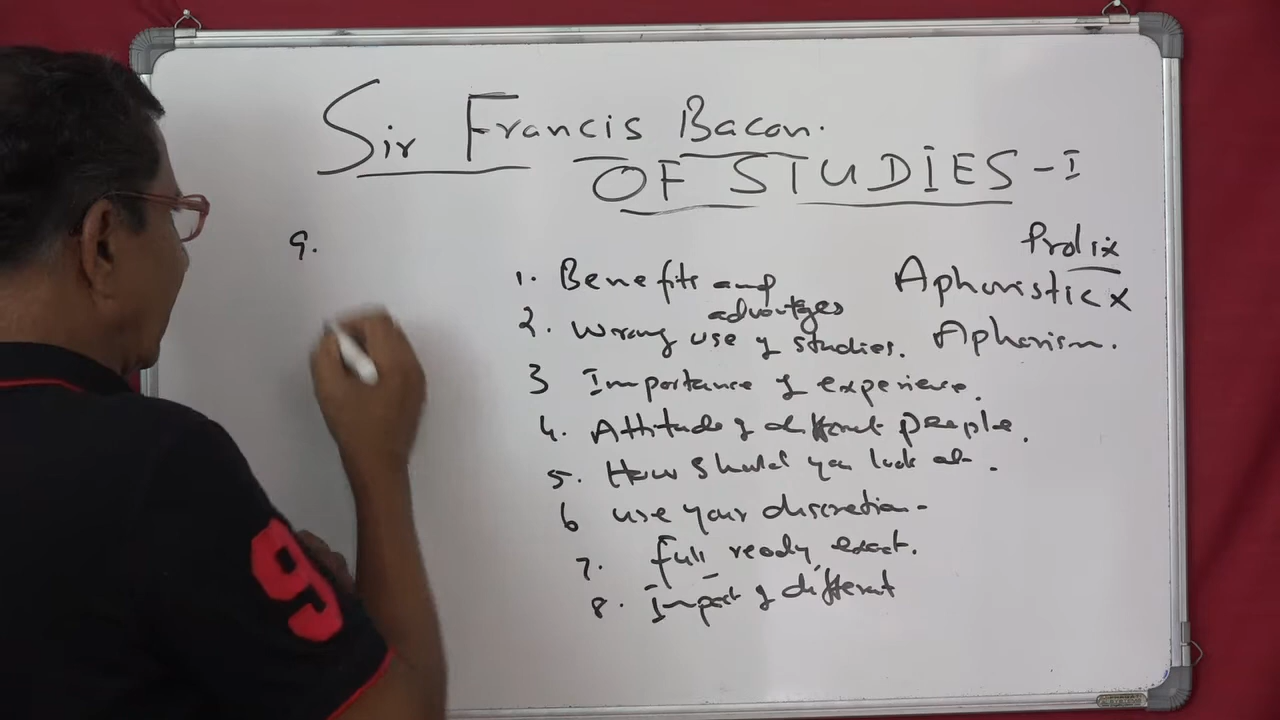 Sir Francis Bacon.
OF STUDIES - I
9.
Prolix
Aphoristic x
Aphorism.
1. Benefits and
advantges
2. Wrong use of studies.
3 Importance of experience.
4. Attitude of different people.
5. How should you look at .
6 use your discretion -
7. full ready, exact.
8. Impact of different
9